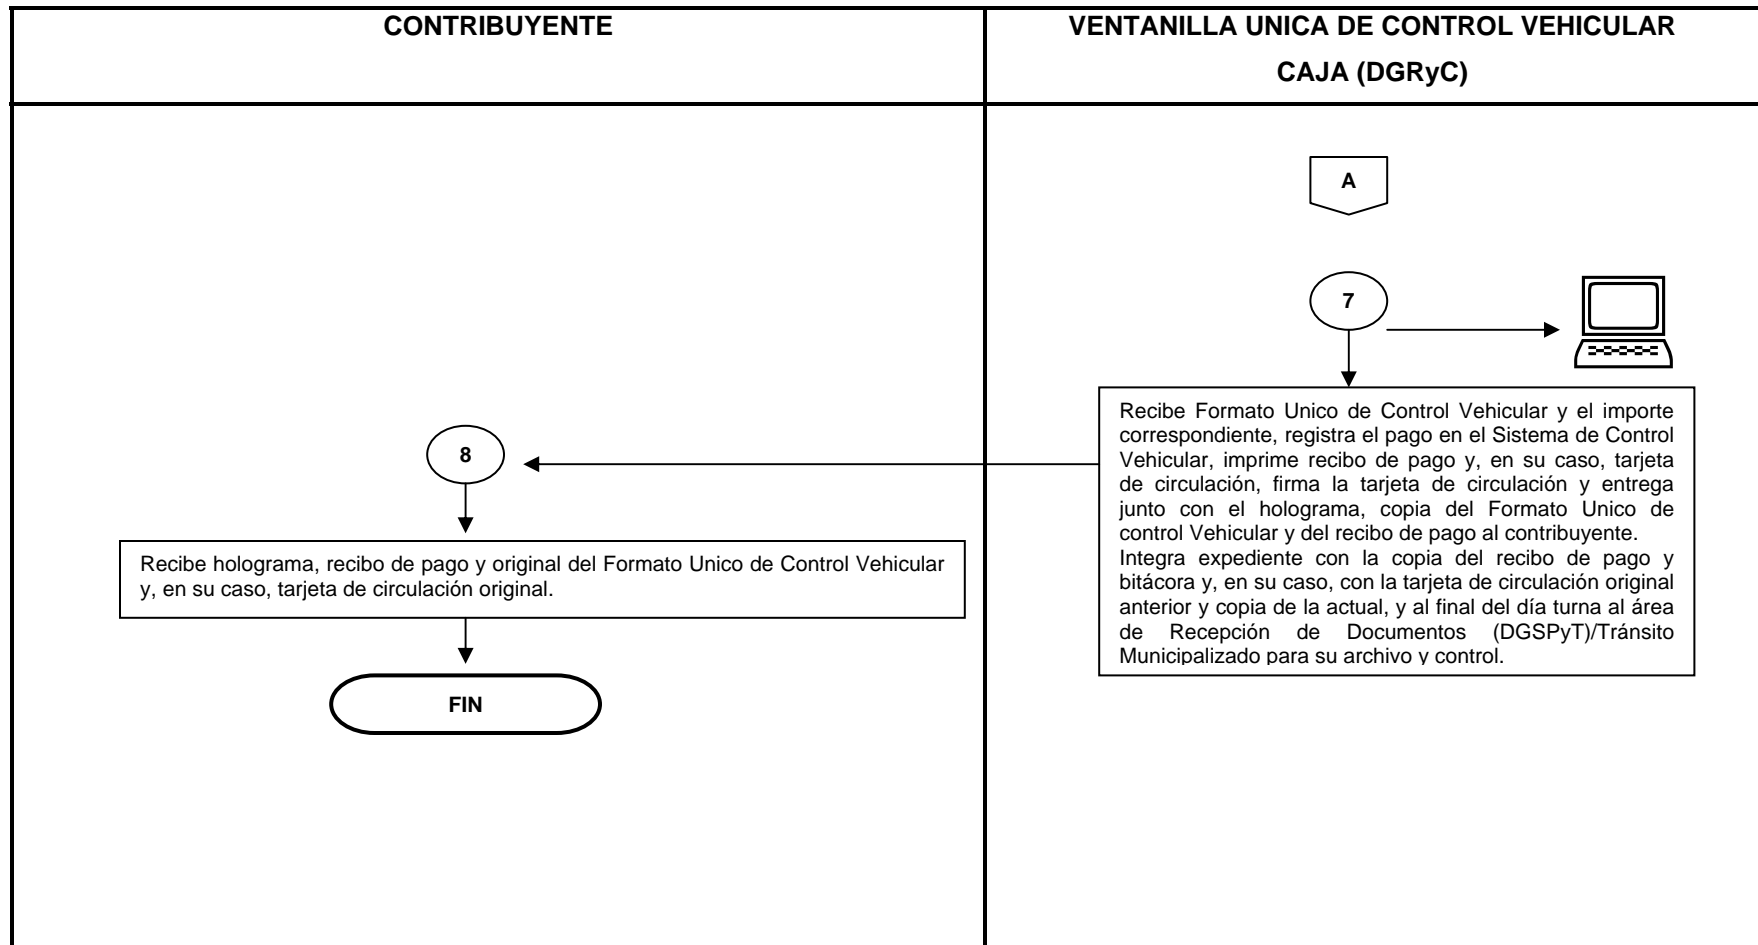 CONTRIBUYENTE
VENTANILLA UNICA DE CONTROL VEHICULAR
CAJA (DGRyC)
A
7
Recibe Formato Unico de Control Vehicular y el importe
correspondiente, registra el pago en el Sistema de Control
Vehicular, imprime recibo de pago y, en su caso, tarjeta
de circulación, firma la tarjeta de circulación y entrega
junto con el holograma, copia del Formato Unico de
control Vehicular y del recibo de pago al contribuyente.
Integra expediente con la copia del recibo de pago y
bitácora y, en su caso, con la tarjeta de circulación original
anterior y copia de la actual, y al final del día turna al área
de Recepción de Documentos (DGSPyT)/Tránsito
Municipalizado para su archivo y control.
8
Recibe holograma, recibo de pago y original del Formato Unico de Control Vehicular
y, en su caso, tarjeta de circulación original.
FIN